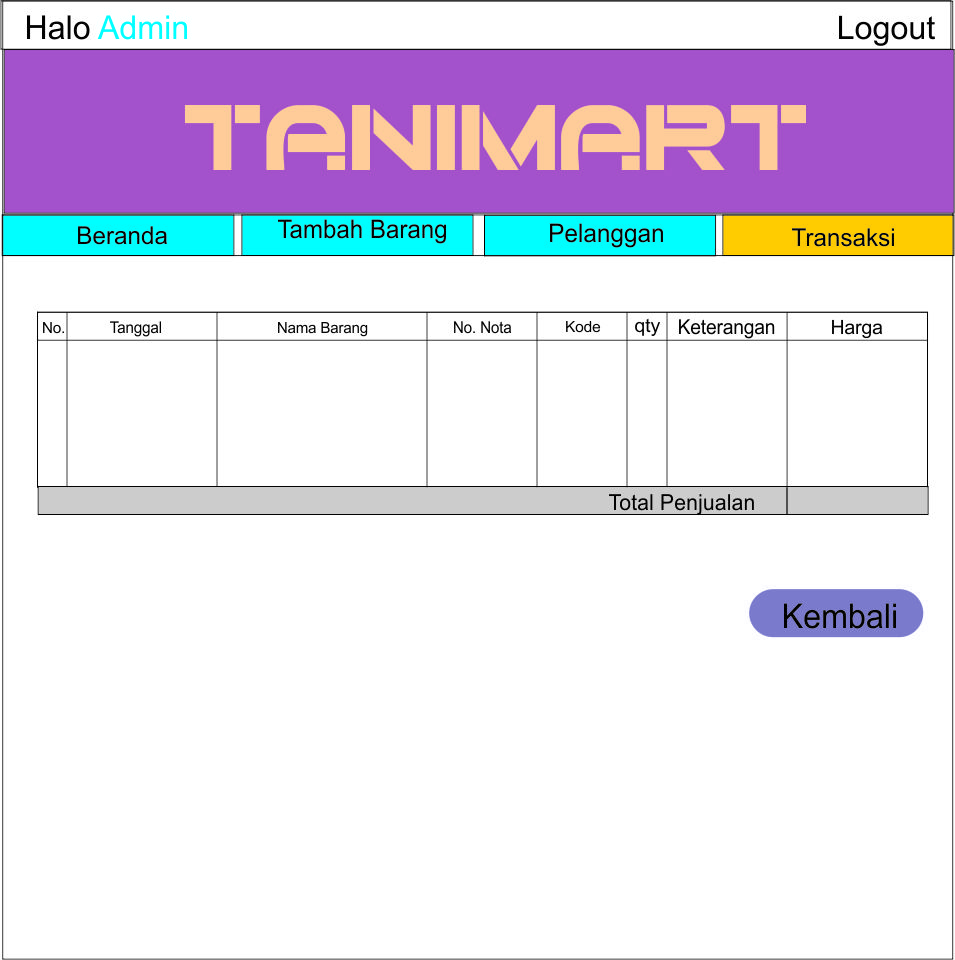 Halo Admin Logout
TANIMART
Beranda Tambah Barang Pelanggan Transaksi
No. Tanggal Nama Barang No. Nota Kode qty Keterangan Harga
Total Penjualan
Kembali